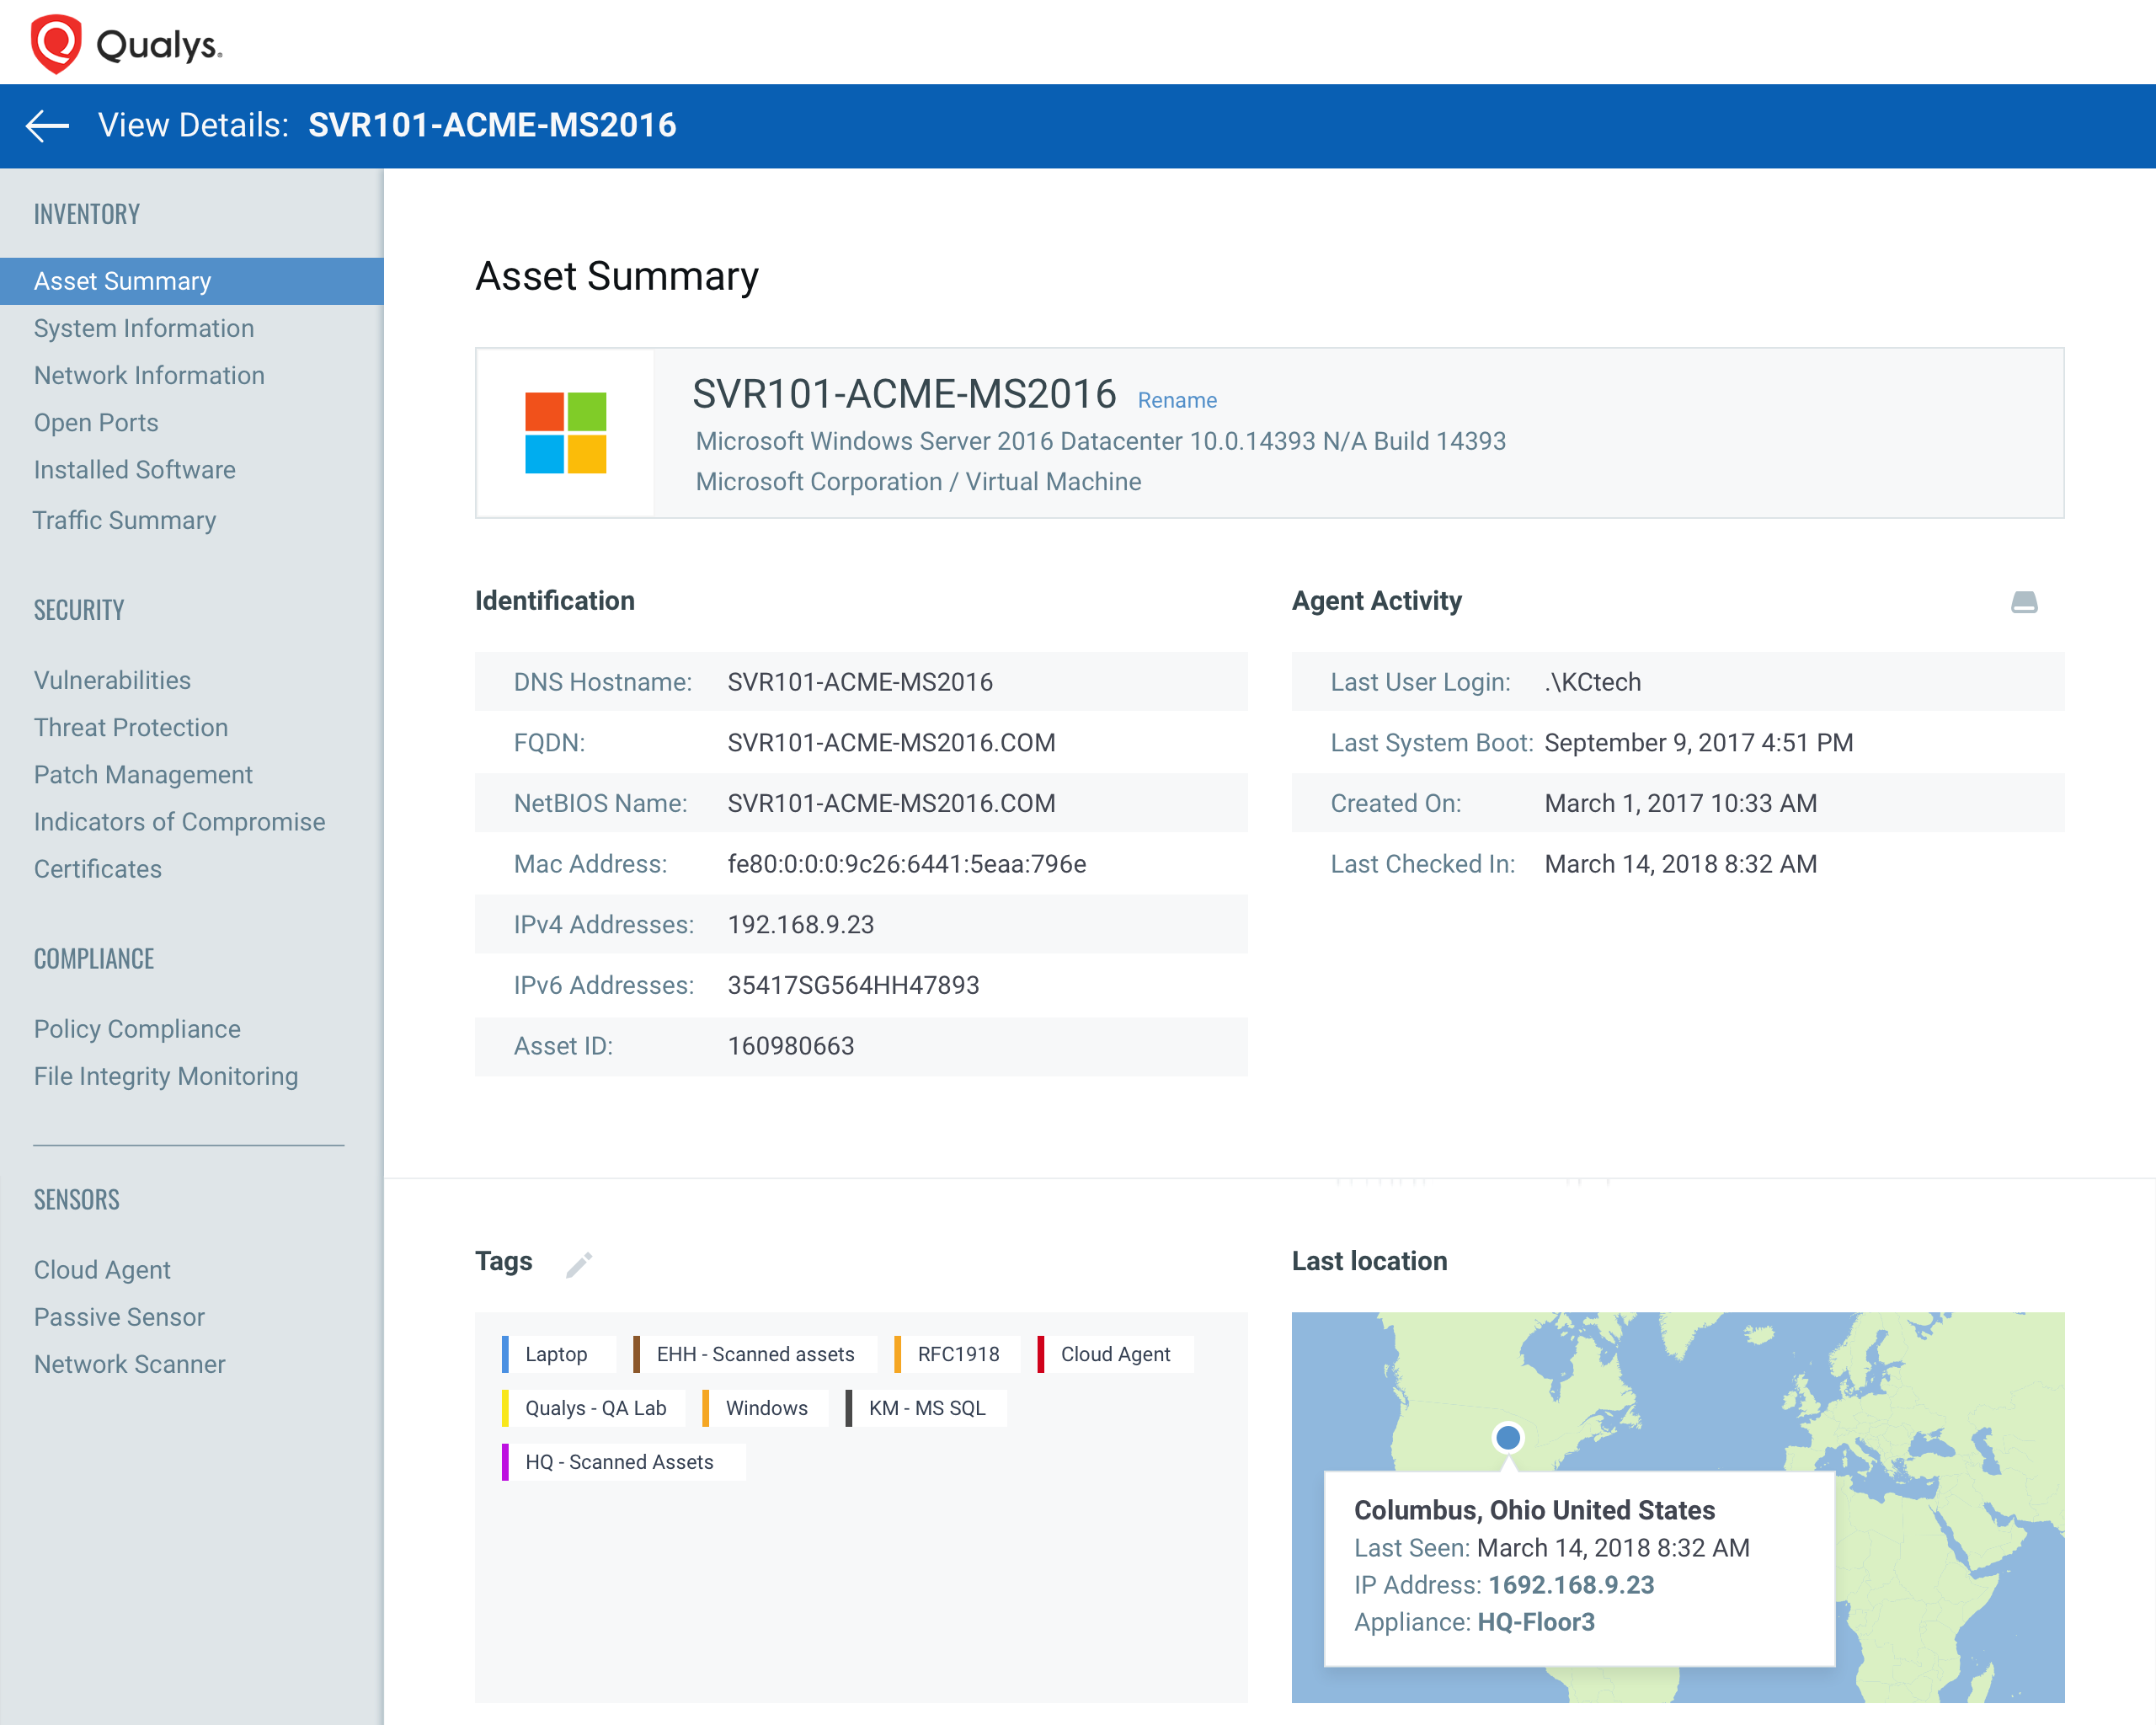 Qualys.
View Details: SVR101-ACME-MS2016
INVENTORY
Asset Summary
System Information
Network Information
Open Ports
Installed Software
Traffic Summary
SECURITY
Vulnerabilities
Threat Protection
Patch Management
Indicators of Compromise
Certificates
COMPLIANCE
Policy Compliance
File Integrity Monitoring
SENSORS
Cloud Agent
Passive Sensor
Network Scanner
Asset Summary
SVR101-ACME-MS2016 Rename
Microsoft Windows Server 2016 Datacenter 10.0.14393 N/A Build 14393
Microsoft Corporation / Virtual Machine
Identification
DNS Hostname: SVR101-ACME-MS2016
FQDN: SVR101-ACME-MS2016.COM
NetBIOS Name: SVR101-ACME-MS2016.COM
Mac Address: fe80:0:0:0:9c26:6441:5eaa:796e
IPv4 Addresses: 192.168.9.23
IPv6 Addresses: 35417SG564HH47893
Asset ID: 160980663
Agent Activity
Last User Login: .\KCtech
Last System Boot: September 9, 2017 4:51 PM
Created On: March 1, 2017 10:33 AM
Last Checked In: March 14, 2018 8:32 AM
Tags
Laptop EHH - Scanned assets RFC1918 Cloud Agent
Qualys - QA Lab Windows KM - MS SQL
HQ - Scanned Assets
Last location
Columbus, Ohio United States
Last Seen: March 14, 2018 8:32 AM
IP Address: 1692.168.9.23
Appliance: HQ-Floor3